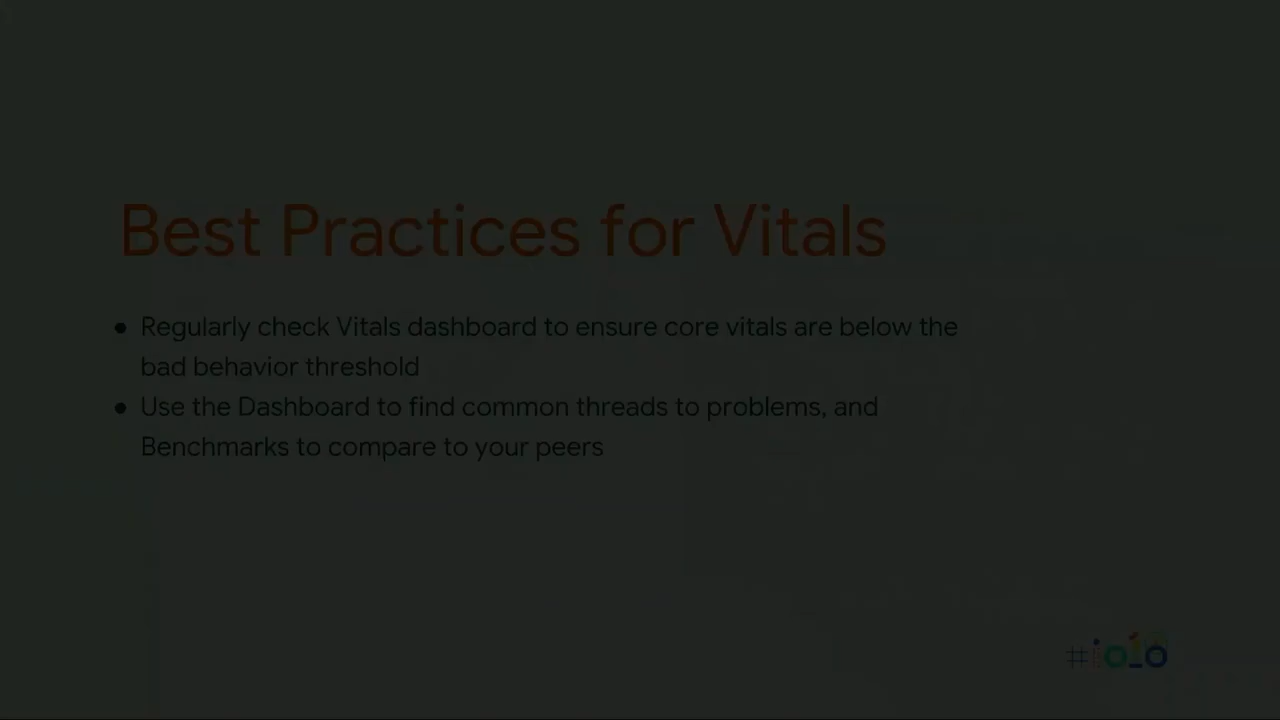 Best Practices for Vitals
● Regularly check Vitals dashboard to ensure core vitals are below the
bad behavior threshold
● Use the Dashboard to find common threads to problems, and
Benchmarks to compare to your peers
#io18